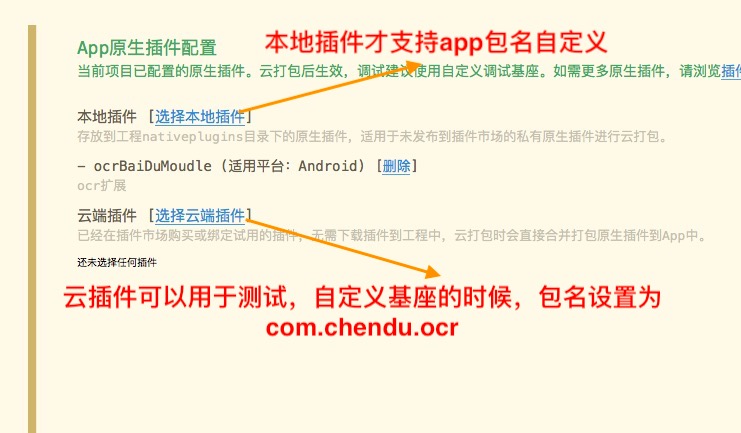 App原生插件配置
本地插件才支持app包名自定义
当前项目已配置的原生插件。云打包后生效，调试建议使用自定义调试基座。如需更多原生插件，请浏览插件
本地插件 [选择本地插件]
存放到工程nativeplugins目录下的原生插件，适用于未发布到插件市场的私有原生插件进行云打包。
- ocrBaiDuMoudle (适用平台: Android) [删除]
ocr扩展
云端插件 [选择云端插件]
已经在插件市场购买或绑定试用的插件，无需下载插件到工程中，云打包时会直接合并打包原生插件到App中。
还未选择任何插件
云插件可以用于测试，自定义基座的时候，包名设置为
com.chendu.ocr